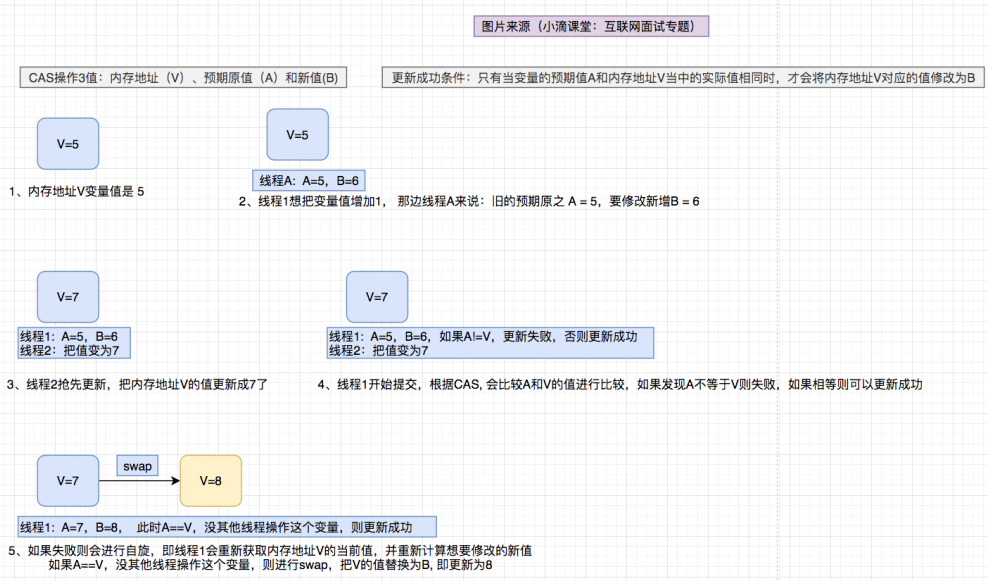 图片来源（小滴课堂：互联网面试专题）
CAS操作3值：内存地址（V）、预期原值（A）和新值(B)
更新成功条件：只有当变量的预期值A和内存地址V当中的实际值相同时，才会将内存地址V对应的值修改为B
V=5
V=5
线程A：A=5，B=6
1、内存地址V变量值是 5
2、线程1想把变量值增加1， 那边线程A来说：旧的预期原之 A = 5，要修改新增B = 6
V=7
V=7
线程1：A=5，B=6
线程2：把值变为7
线程1：A=5，B=6，如果A!=V，更新失败，否则更新成功
线程2：把值变为7
3、线程2抢先更新，把内存地址V的值更新成7了
4、线程1开始提交，根据CAS, 会比较A和V的值进行比较，如果发现A不等于V则失败，如果相等则可以更新成功
V=7
swap
V=8
线程1：A=7，B=8， 此时A==V，没其他线程操作这个变量，则更新成功
5、如果失败则会进行自旋，即线程1会重新获取内存地址V的当前值，并重新计算想要修改的新值
如果A==V，没其他线程操作这个变量，则进行swap，把V的值替换为B, 即更新为8